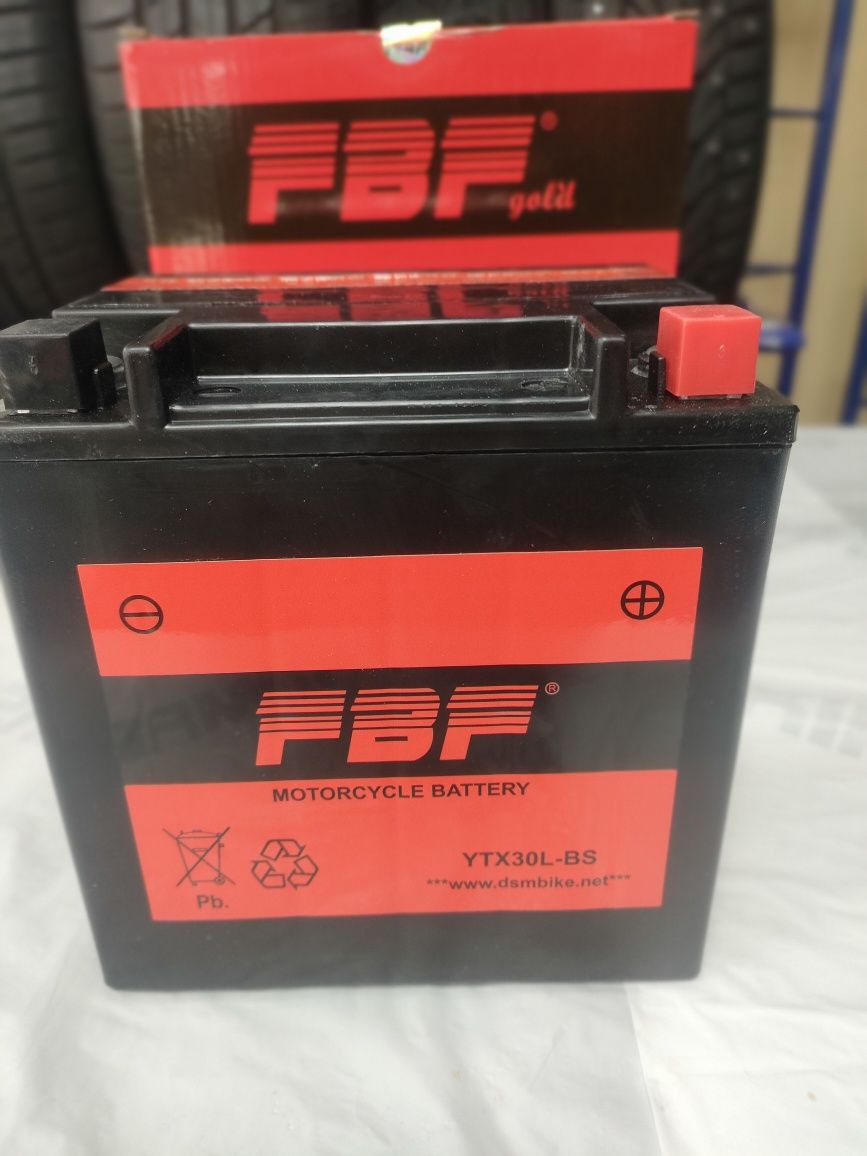 FBF®
gold
FBF®
MOTORCYCLE BATTERY
YTX30L-BS
***www.dsmbike.net***
Pb.